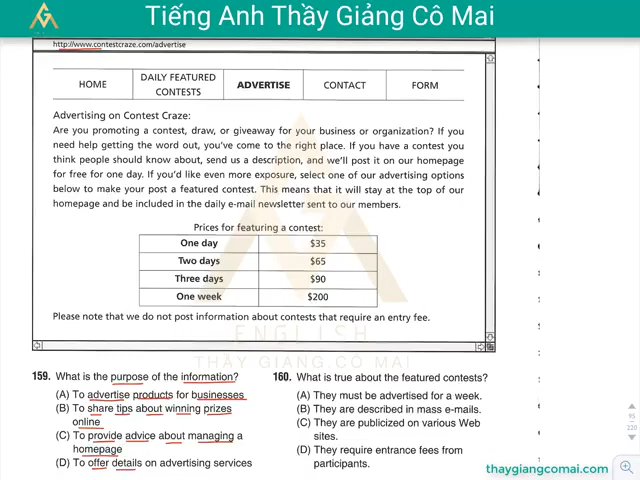 Tiếng Anh Thầy Giảng Cô Mai
http://www.contestcraze.com/advertise
HOME
DAILY FEATURED
CONTESTS
ADVERTISE
CONTACT
FORM
Advertising on Contest Craze:
Are you promoting a contest, draw, or giveaway for your business or organization? If you
need help getting the word out, you've come to the right place. If you have a contest you
think people should know about, send us a description, and we'll post it on our homepage
for free for one day. If you'd like even more exposure, select one of our advertising options
below to make your post a featured contest. This means that it will stay at the top of our
homepage and be included in the daily e-mail newsletter sent to our members.
Prices for featuring a contest:
One day $35
Two days $65
Three days $90
One week $200
Please note that we do not post information about contests that require an entry fee.
ENGLISH
THẦY GIẢNG CÔ MAI
159. What is the purpose of the information?
(A) To advertise products for businesses
(B) To share tips about winning prizes
online
(C) To provide advice about managing a
homepage
(D) To offer details on advertising services
160. What is true about the featured contests?
(A) They must be advertised for a week.
(B) They are described in mass e-mails.
(C) They are publicized on various Web
sites.
(D) They require entrance fees from
participants.
95
220
thaygiangcomai.com